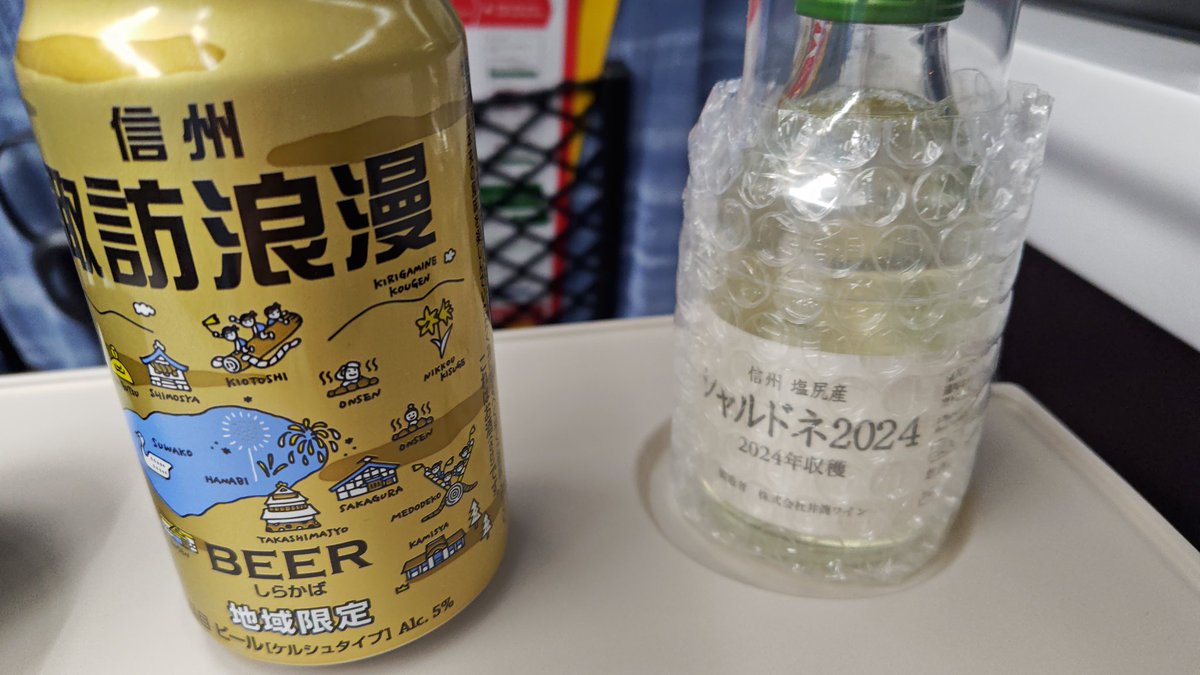 信州
諏訪浪漫
KIRIGAMINE
KOUGEN
KIOTOSHI
SHIMOSYA
ONSEN
NIKKOU
KISUGE
ONSEN
SUWAKO
HANABI
SAKAGURA
MEDODEKO
TAKASHIMAJYO
KAMISYA
BEER
しらかば
地域限定
ビール[ケルシュタイプ] Alc. 5%
信州 塩尻産
シャルドネ2024
2024年収穫
製造者 株式会社井筒ワイン